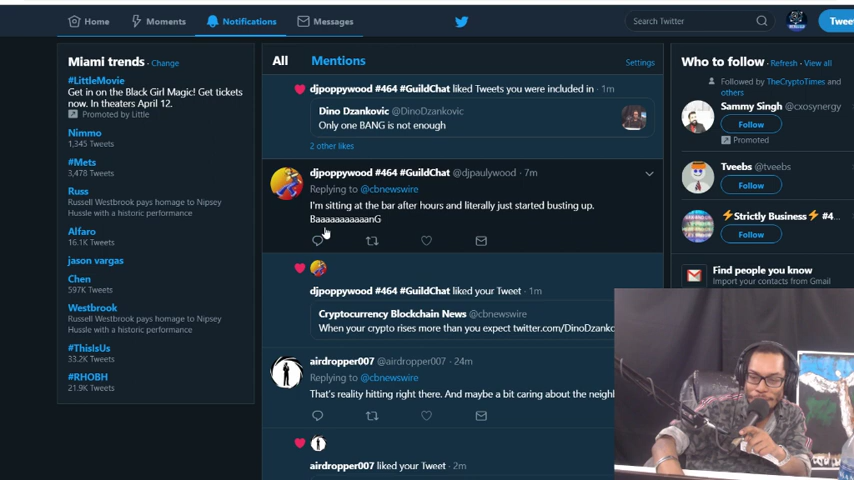 Home
Moments
Notifications
Messages
Search Twitter
Miami trends · Change
#LittleMovie
Get in on the Black Girl Magic! Get tickets
now. In theaters April 12.
Promoted by Little
Nimmo
1,345 Tweets
#Mets
3,478 Tweets
Russ
Russell Westbrook pays homage to Nipsey
Hussle with a historic performance
Alfaro
16.1K Tweets
jason vargas
Chen
597K Tweets
Westbrook
Russell Westbrook pays homage to Nipsey
Hussle with a historic performance
#ThisIsUs
33.2K Tweets
#RHOBH
21.9K Tweets
All
Mentions
Settings
djpoppywood #464 #GuildChat liked Tweets you were included in · 1m
Dino Dzankovic @DinoDzankovic
Only one BANG is not enough
2 other likes
djpoppywood #464 #GuildChat @djpaulywood · 7m
Replying to @cbnewswire
I'm sitting at the bar after hours and literally just started busting up.
BaaaaaaaaaaanG
djpoppywood #464 #GuildChat liked your Tweet · 1m
Cryptocurrency Blockchain News @cbnewswire
When your crypto rises more than you expect twitter.com/DinoDzanko
airdropper007 @airdropper007 · 24m
Replying to @cbnewswire
That's reality hitting right there. And maybe a bit caring about the neighl
airdropper007 liked your Tweet · 2m
Who to follow · Refresh · View all
Followed by TheCryptoTimes and
others
Sammy Singh @cxosynergy
Follow
Promoted
Tveebs @tveebs
Follow
⚡Strictly Business⚡#4...
Follow
Find people you know
Import your contacts from Gmail